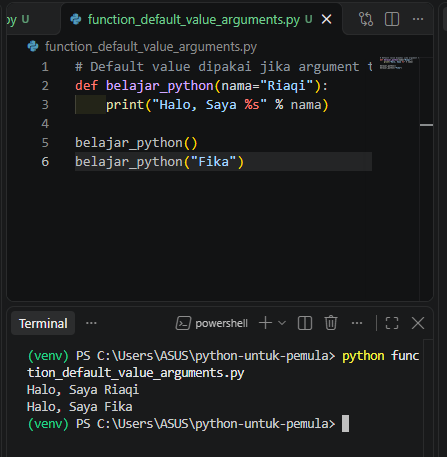 py U function_default_value_arguments.py U
function_default_value_arguments.py
1 # Default value dipakai jika argument t
2 def belajar_python(nama="Riaqi"):
3 print("Halo, Saya %s" % nama)
4
5 belajar_python()
6 belajar_python("Fika")
Terminal ··· powershell
(venv) PS C:\Users\ASUS\python-untuk-pemula> python func
tion_default_value_arguments.py
Halo, Saya Riaqi
Halo, Saya Fika
(venv) PS C:\Users\ASUS\python-untuk-pemula>